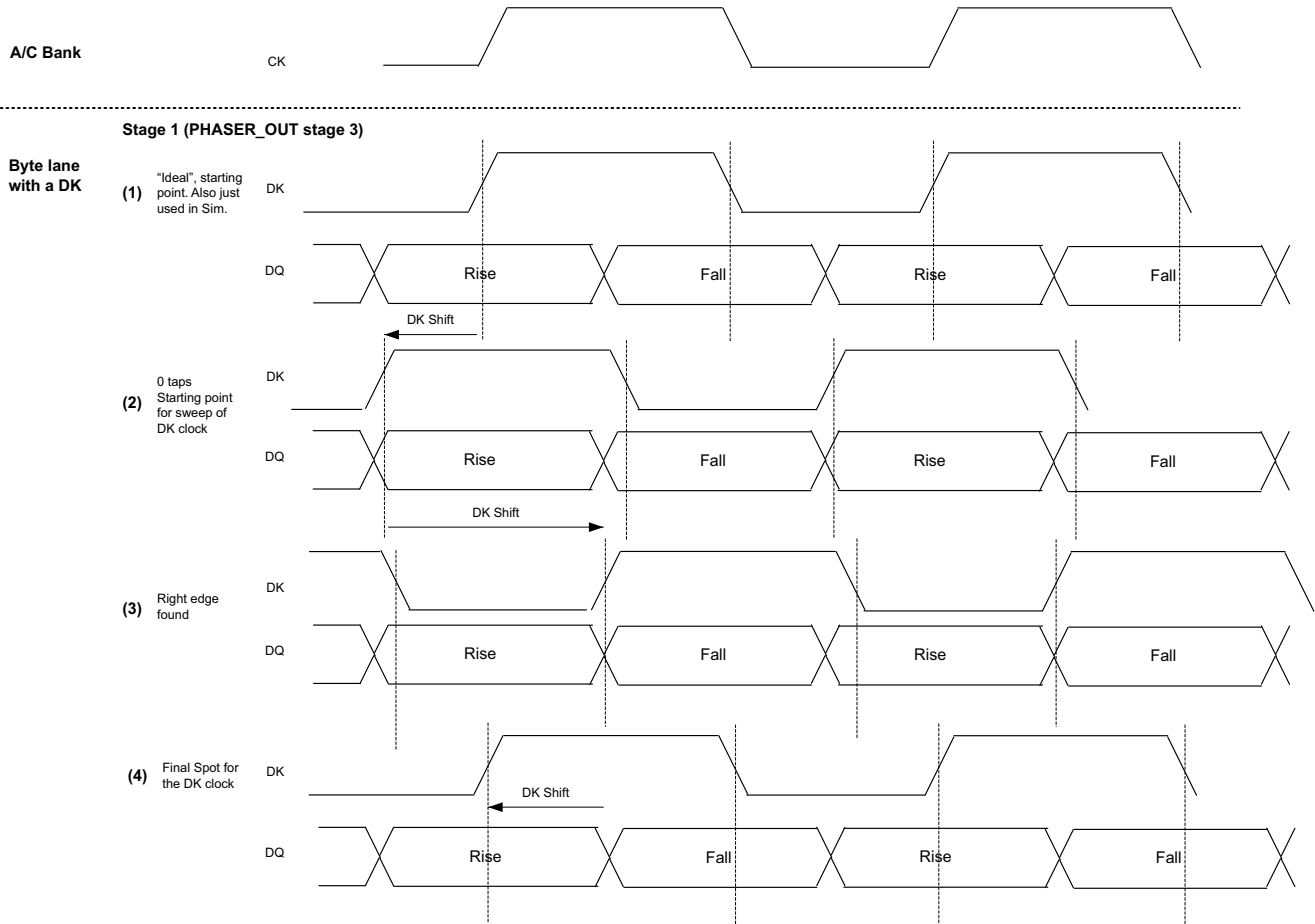 A/C Bank
CK
Stage 1 (PHASER_OUT stage 3)
Byte lane
with a DK
(1)
“Ideal”, starting
point. Also just
used in Sim.
DK
DQ
Rise
Fall
Rise
Fall
DK Shift
(2)
0 taps
Starting point
for sweep of
DK clock
DK
DQ
Rise
Fall
Rise
Fall
DK Shift
(3)
Right edge
found
DK
DQ
Rise
Fall
Rise
Fall
(4)
Final Spot for
the DK clock
DK
DK Shift
DQ
Rise
Fall
Rise
Fall